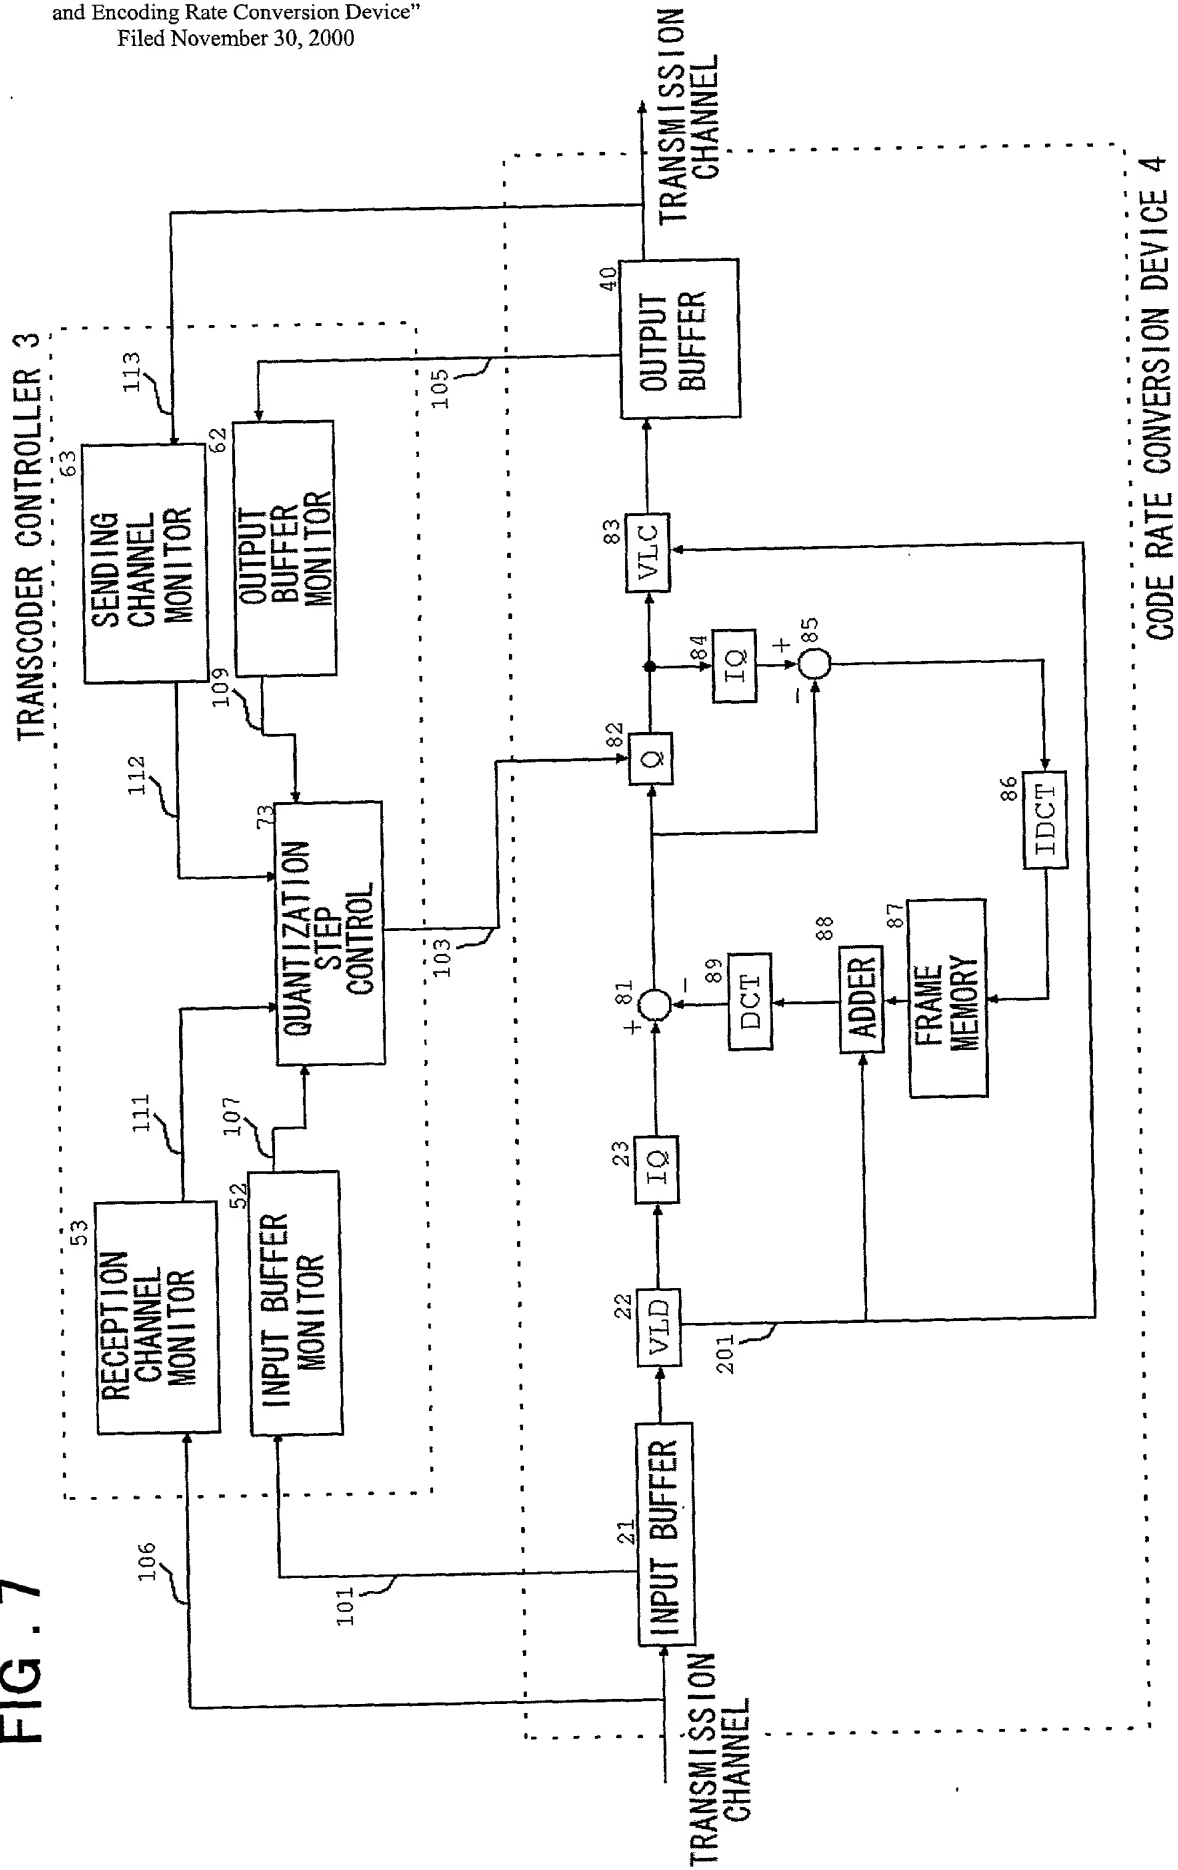 and Encoding Rate Conversion Device”
Filed November 30, 2000
FIG. 7
TRANSCODER CONTROLLER 3
106
53
RECEPTION
CHANNEL
MONITOR
111
112
63
SENDING
CHANNEL
MONITOR
113
101
52
INPUT BUFFER
MONITOR
107
73
QUANTIZATION
STEP
CONTROL
109
62
OUTPUT
BUFFER
MONITOR
103
105
TRANSMISSION
CHANNEL
21
INPUT BUFFER
22
VLD
201
23
IQ
+
81
-
82
Q
83
VLC
40
OUTPUT
BUFFER
TRANSMISSION
CHANNEL
84
IQ
+
85
-
89
DCT
88
ADDER
87
FRAME
MEMORY
86
IDCT
CODE RATE CONVERSION DEVICE 4